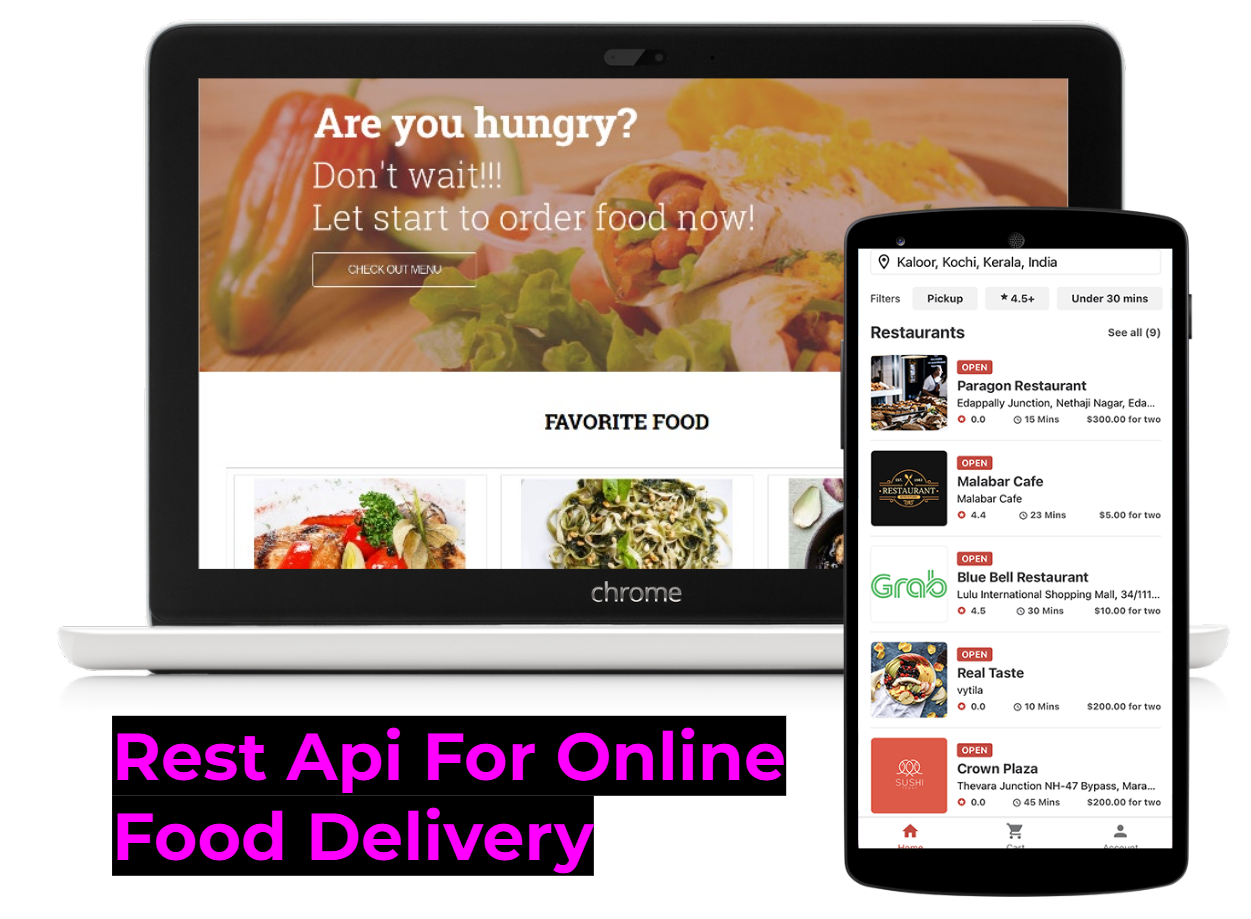 Are you hungry?
Don't wait!!!
Let start to order food now!
CHECK OUT MENU
FAVORITE FOOD
chrome
Kaloor, Kochi, Kerala, India
Filters Pickup ★ 4.5+ Under 30 mins
Restaurants See all (9)
OPEN
Paragon Restaurant
Edappally Junction, Nethaji Nagar, Eda...
0.0 15 Mins $300.00 for two
RESTAURANT
OPEN
Malabar Cafe
Malabar Cafe
4.4 23 Mins $5.00 for two
Grab
OPEN
Blue Bell Restaurant
Lulu International Shopping Mall, 34/111...
4.5 30 Mins $10.00 for two
OPEN
Real Taste
vytila
0.0 10 Mins $200.00 for two
SUSHI
OPEN
Crown Plaza
Thevara Junction NH-47 Bypass, Mara...
0.0 45 Mins $200.00 for two
Home Cart Account
Rest Api For Online
Food Delivery